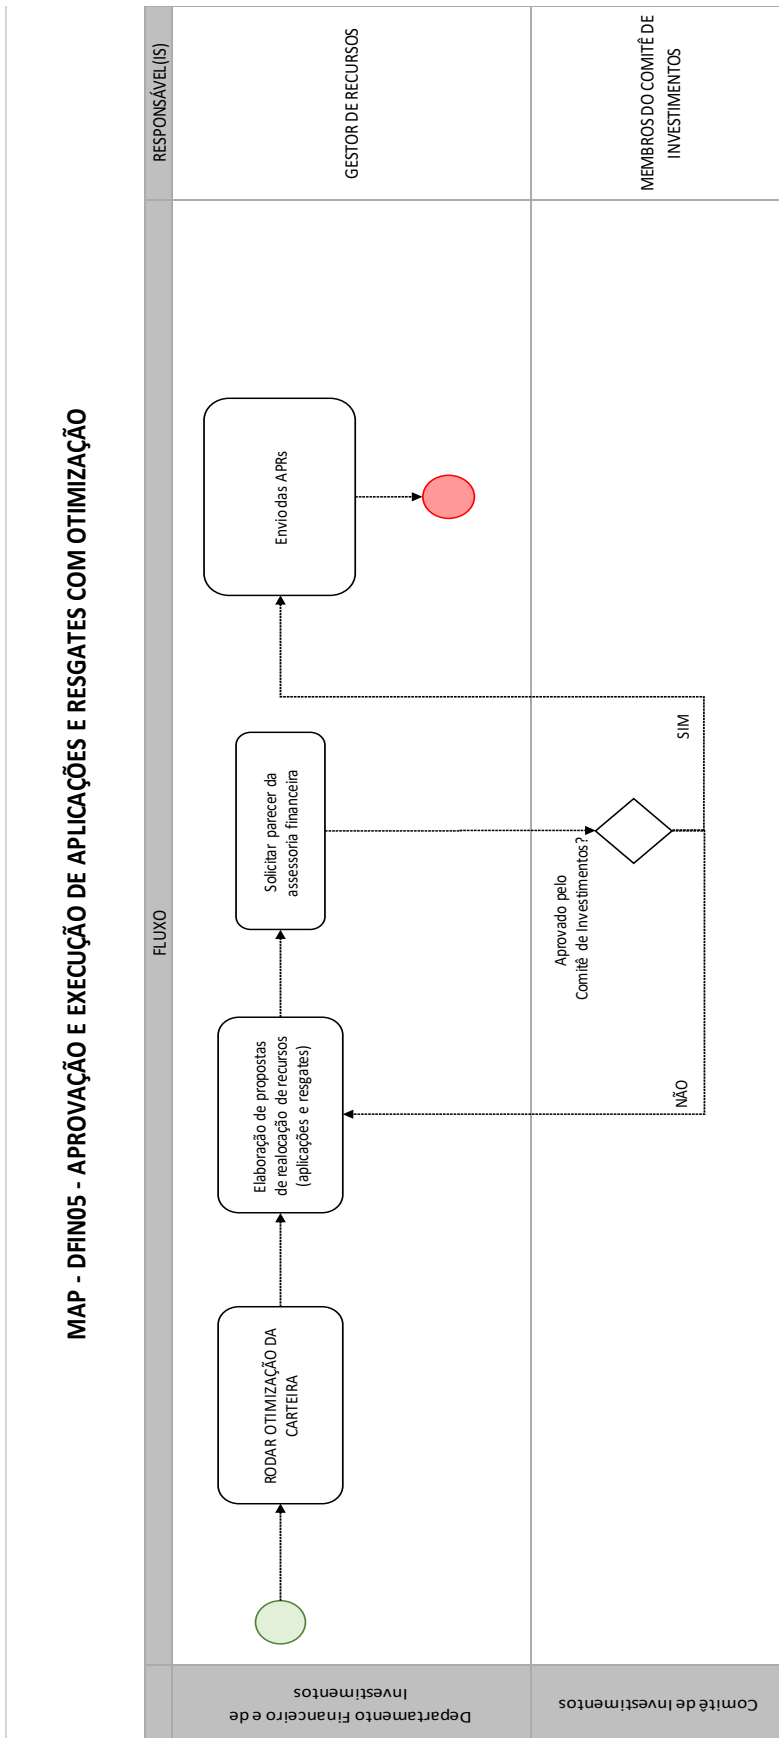 MAP - DFIN05 - APROVAÇÃO E EXECUÇÃO DE APLICAÇÕES E RESGATES COM OTIMIZAÇÃO
FLUXO
RESPONSÁVEL(IS)
Departamento Financeiro e de
Investimentos
RODAR OTIMIZAÇÃO DA
CARTEIRA
Elaboração de propostas
de realocação de recursos
(aplicações e resgates)
Solicitar parecer da
assessoria financeira
Envio das APRs
GESTOR DE RECURSOS
Comitê de Investimentos
Aprovado pelo
Comitê de Investimentos?
NÃO
SIM
MEMBROS DO COMITÊ DE
INVESTIMENTOS